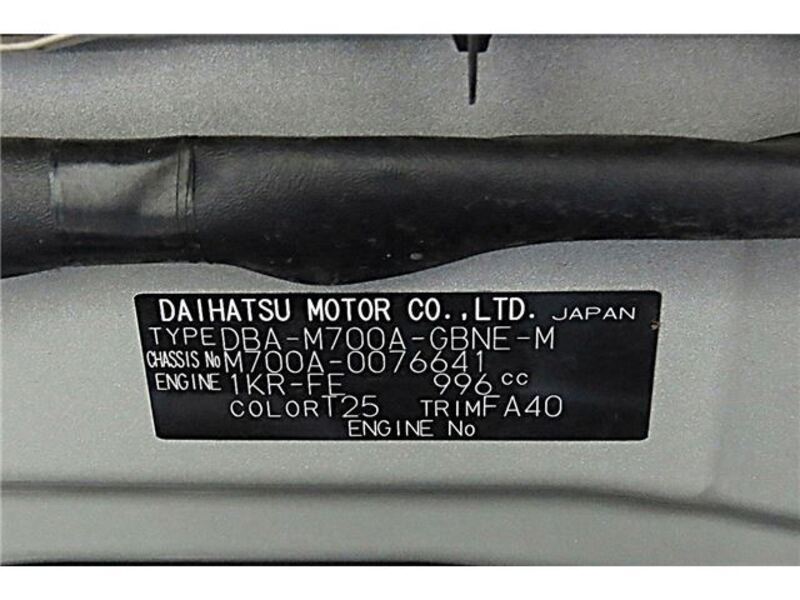 DAIHATSU MOTOR CO.,LTD. JAPAN
TYPE DBA-M700A-GBNE-M
CHASSIS No M700A-0076641
ENGINE 1KR-FE 996 cc
COLOR T25 TRIM FA40
ENGINE No